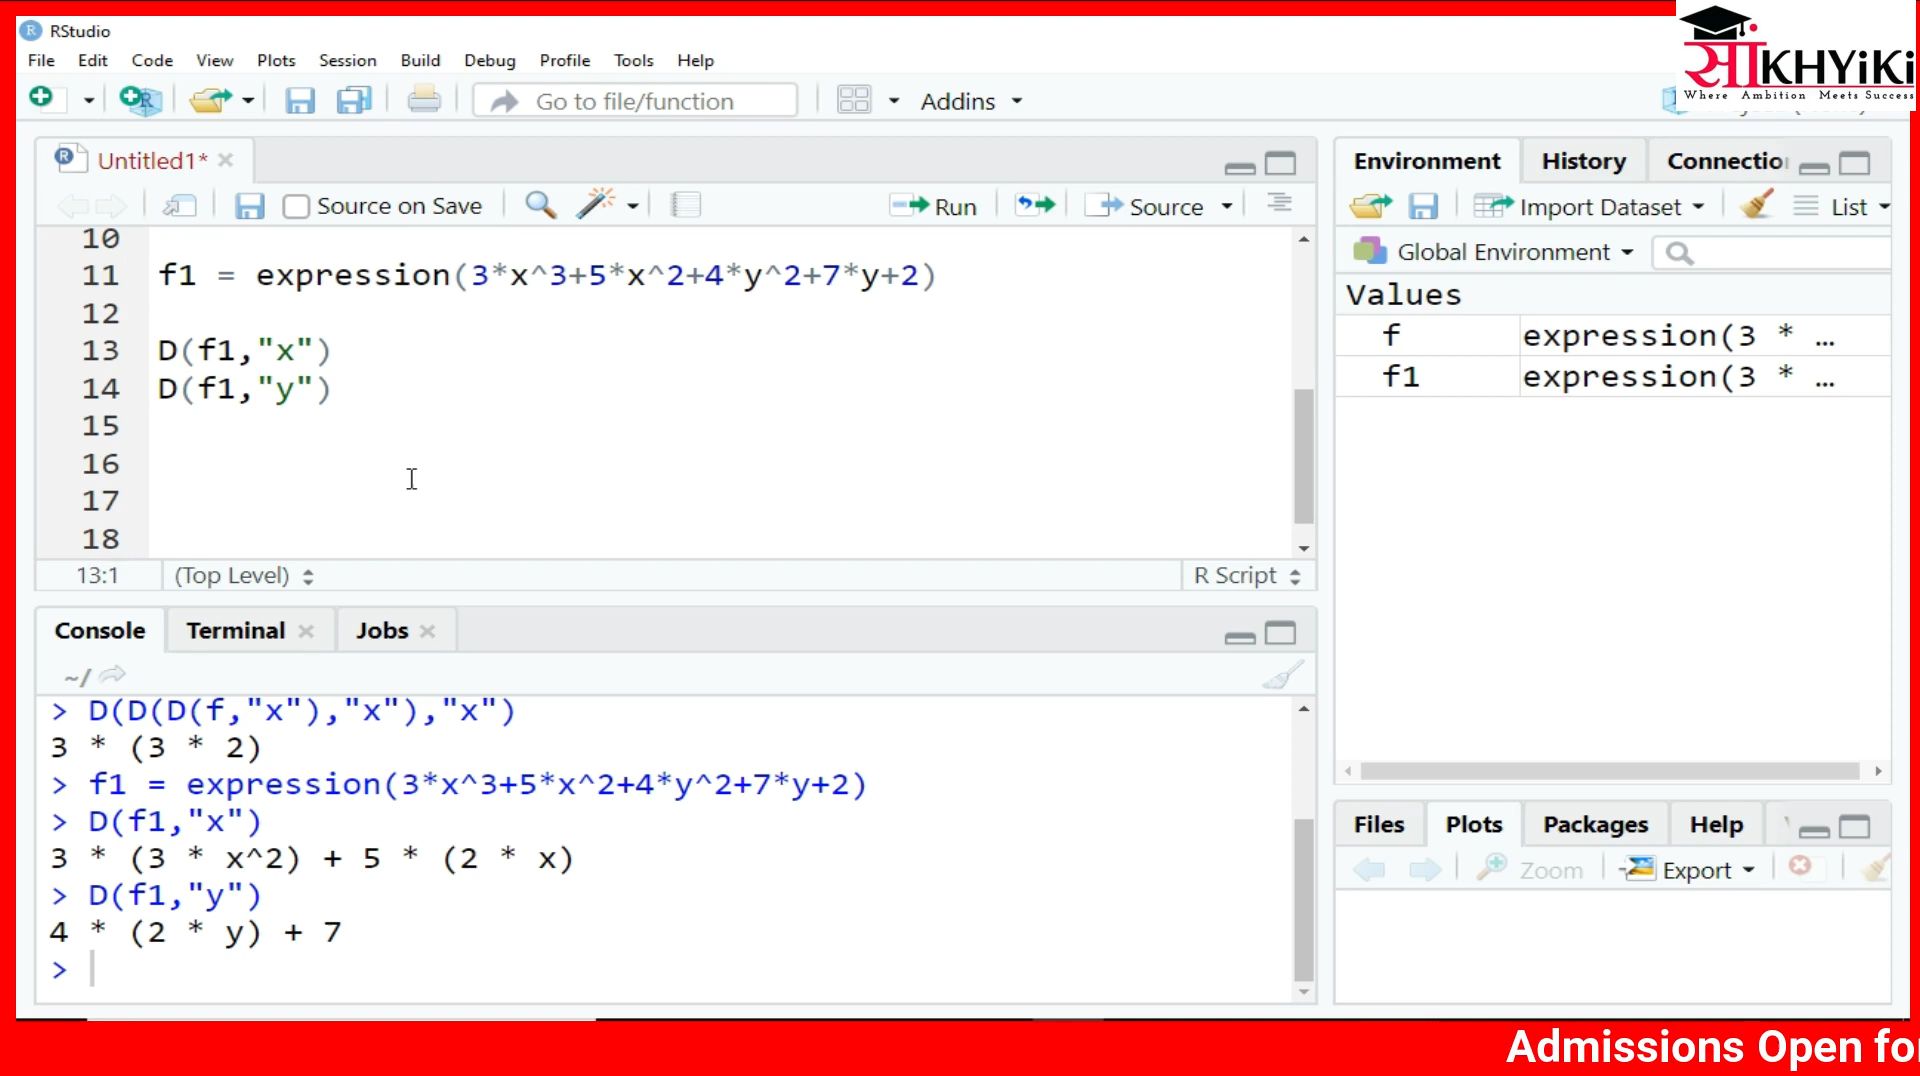 RStudio
File Edit Code View Plots Session Build Debug Profile Tools Help
सांKHYiKi
Where Ambition Meets Success
Go to file/function
Addins
Untitled1*
Source on Save
Run
Source
10
11 f1 = expression(3*x^3+5*x^2+4*y^2+7*y+2)
12
13 D(f1,"x")
14 D(f1,"y")
15
16
17
18
13:1 (Top Level) R Script
Console Terminal Jobs
~/
> D(D(D(f,"x"),"x"),"x")
3 * (3 * 2)
> f1 = expression(3*x^3+5*x^2+4*y^2+7*y+2)
> D(f1,"x")
3 * (3 * x^2) + 5 * (2 * x)
> D(f1,"y")
4 * (2 * y) + 7
>
Environment History Connectio
Import Dataset List
Global Environment
Values
f expression(3 * …
f1 expression(3 * …
Files Plots Packages Help
Zoom Export
Admissions Open for